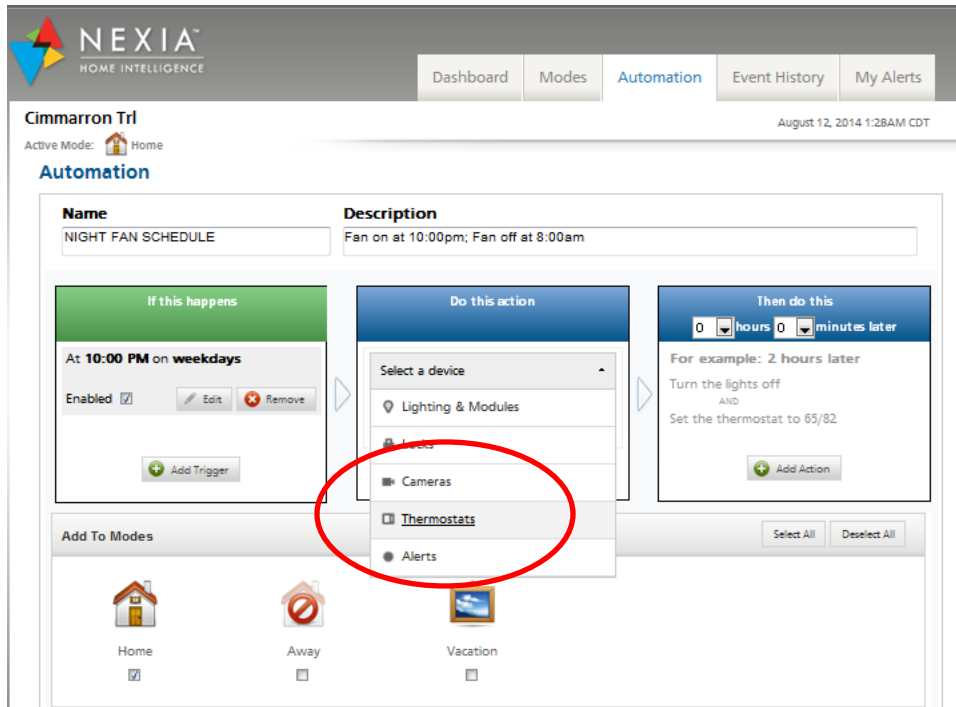 NEXIA™
HOME INTELLIGENCE
Dashboard Modes Automation Event History My Alerts
Cimmarron Trl
August 12, 2014 1:28AM CDT
Active Mode: Home
Automation
Name Description
NIGHT FAN SCHEDULE Fan on at 10:00pm; Fan off at 8:00am
If this happens Do this action Then do this
0 hours 0 minutes later
At 10:00 PM on weekdays
Enabled Edit Remove
Add Trigger
Select a device
Lighting & Modules
Locks
Cameras
Thermostats
Alerts
For example: 2 hours later
Turn the lights off
AND
Set the thermostat to 65/82
Add Action
Add To Modes Select All Deselect All
Home Away Vacation